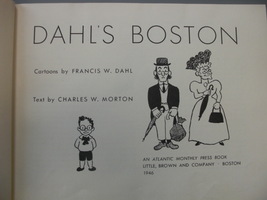 DAHL'S BOSTON
Cartoons by FRANCIS W. DAHL
Text by CHARLES W. MORTON
AN ATLANTIC MONTHLY PRESS BOOK
LITTLE, BROWN AND COMPANY · BOSTON
1946